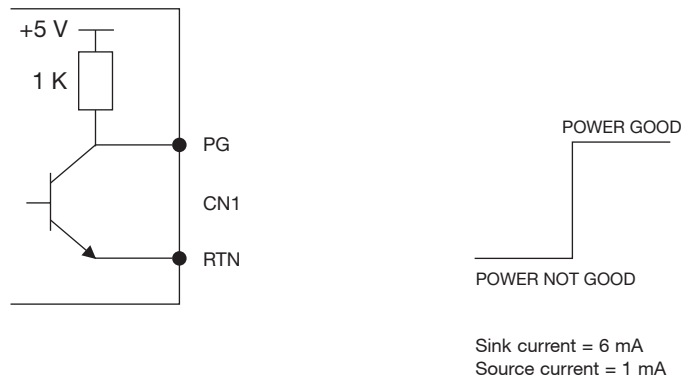 +5 V
1 K
PG
CN1
RTN
POWER GOOD
POWER NOT GOOD
Sink current = 6 mA
Source current = 1 mA